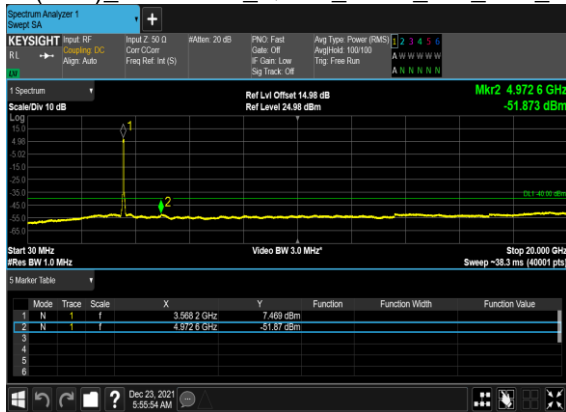 Spectrum Analyzer 1
Swept SA
KEYSIGHT
RL
Input: RF
Coupling: DC
Align: Auto
Input Z: 50 Ω
Corr CCorr
Freq Ref: Int (S)
#Atten: 20 dB
PNO: Fast
Gate: Off
IF Gain: Low
Sig Track: Off
Avg Type: Power (RMS)
Avg|Hold: 100/100
Trig: Free Run
1 2 3 4 5 6
A W W W W W
A N N N N N
1 Spectrum
Scale/Div 10 dB
Ref Lvl Offset 14.98 dB
Ref Level 24.98 dBm
Mkr2 4.972 6 GHz
-51.873 dBm
Log
15.0
4.98
-5.02
-15.0
-25.0
-35.0
-45.0
-55.0
-65.0
1
2
DL1 -40.00 dBm
Start 30 MHz
#Res BW 1.0 MHz
Video BW 3.0 MHz*
Stop 20.000 GHz
Sweep ~38.3 ms (40001 pts)
5 Marker Table
Mode Trace Scale X Y Function Function Width Function Value
1 N 1 f 3.568 2 GHz 7.469 dBm
2 N 1 f 4.972 6 GHz -51.87 dBm
3
4
5
6
?
Dec 23, 2021
5:55:54 AM